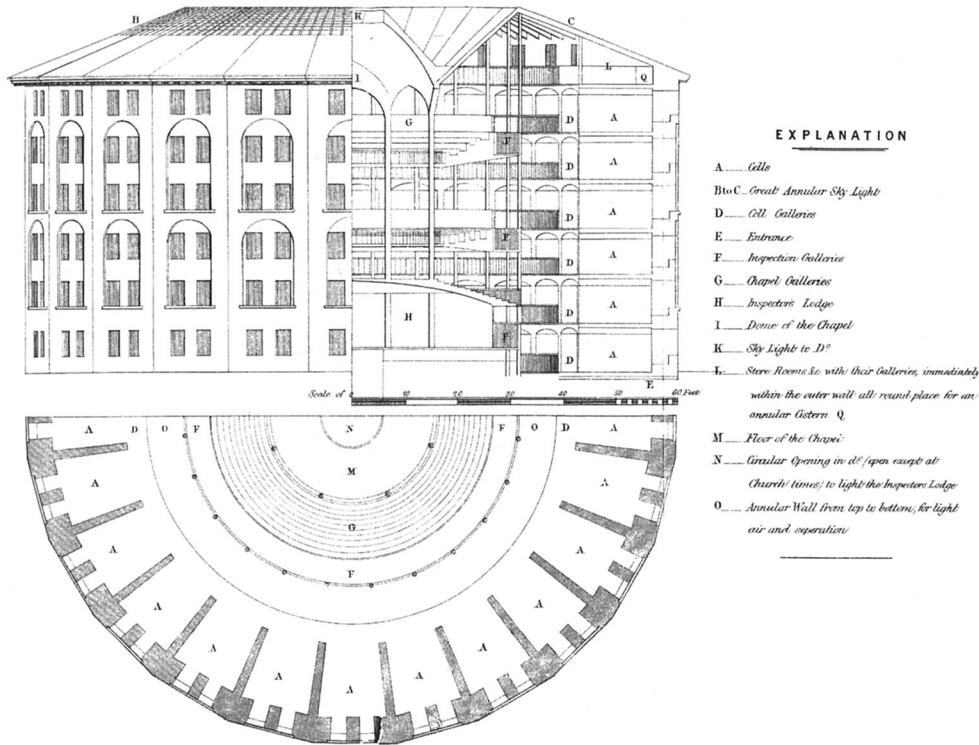 B
K
C
I
L
Q
G
D
A
F
D
A
D
A
F
D
A
D
A
H
F
D
A
E
Scale of
10
20
30
40
50
60 Feet
A D O F N F O D A
M
A
A
G
A
A
F
A
A
A
A
A
A
A
EXPLANATION
A Cells
B to C Great Annular Sky Light
D Cell Galleries
E Entrance
F Inspection Galleries
G Chapel Galleries
H Inspector's Lodge
I Dome of the Chapel
K Sky Light to Dº
L Store Rooms &c with their Galleries, immediately
within the outer wall all round place for an
annular Cistern Q
M Floor of the Chapel
N Circular Opening in dº (open except at
Church times) to light the Inspectors Lodge
O Annular Wall from top to bottom, for light
air and seperation